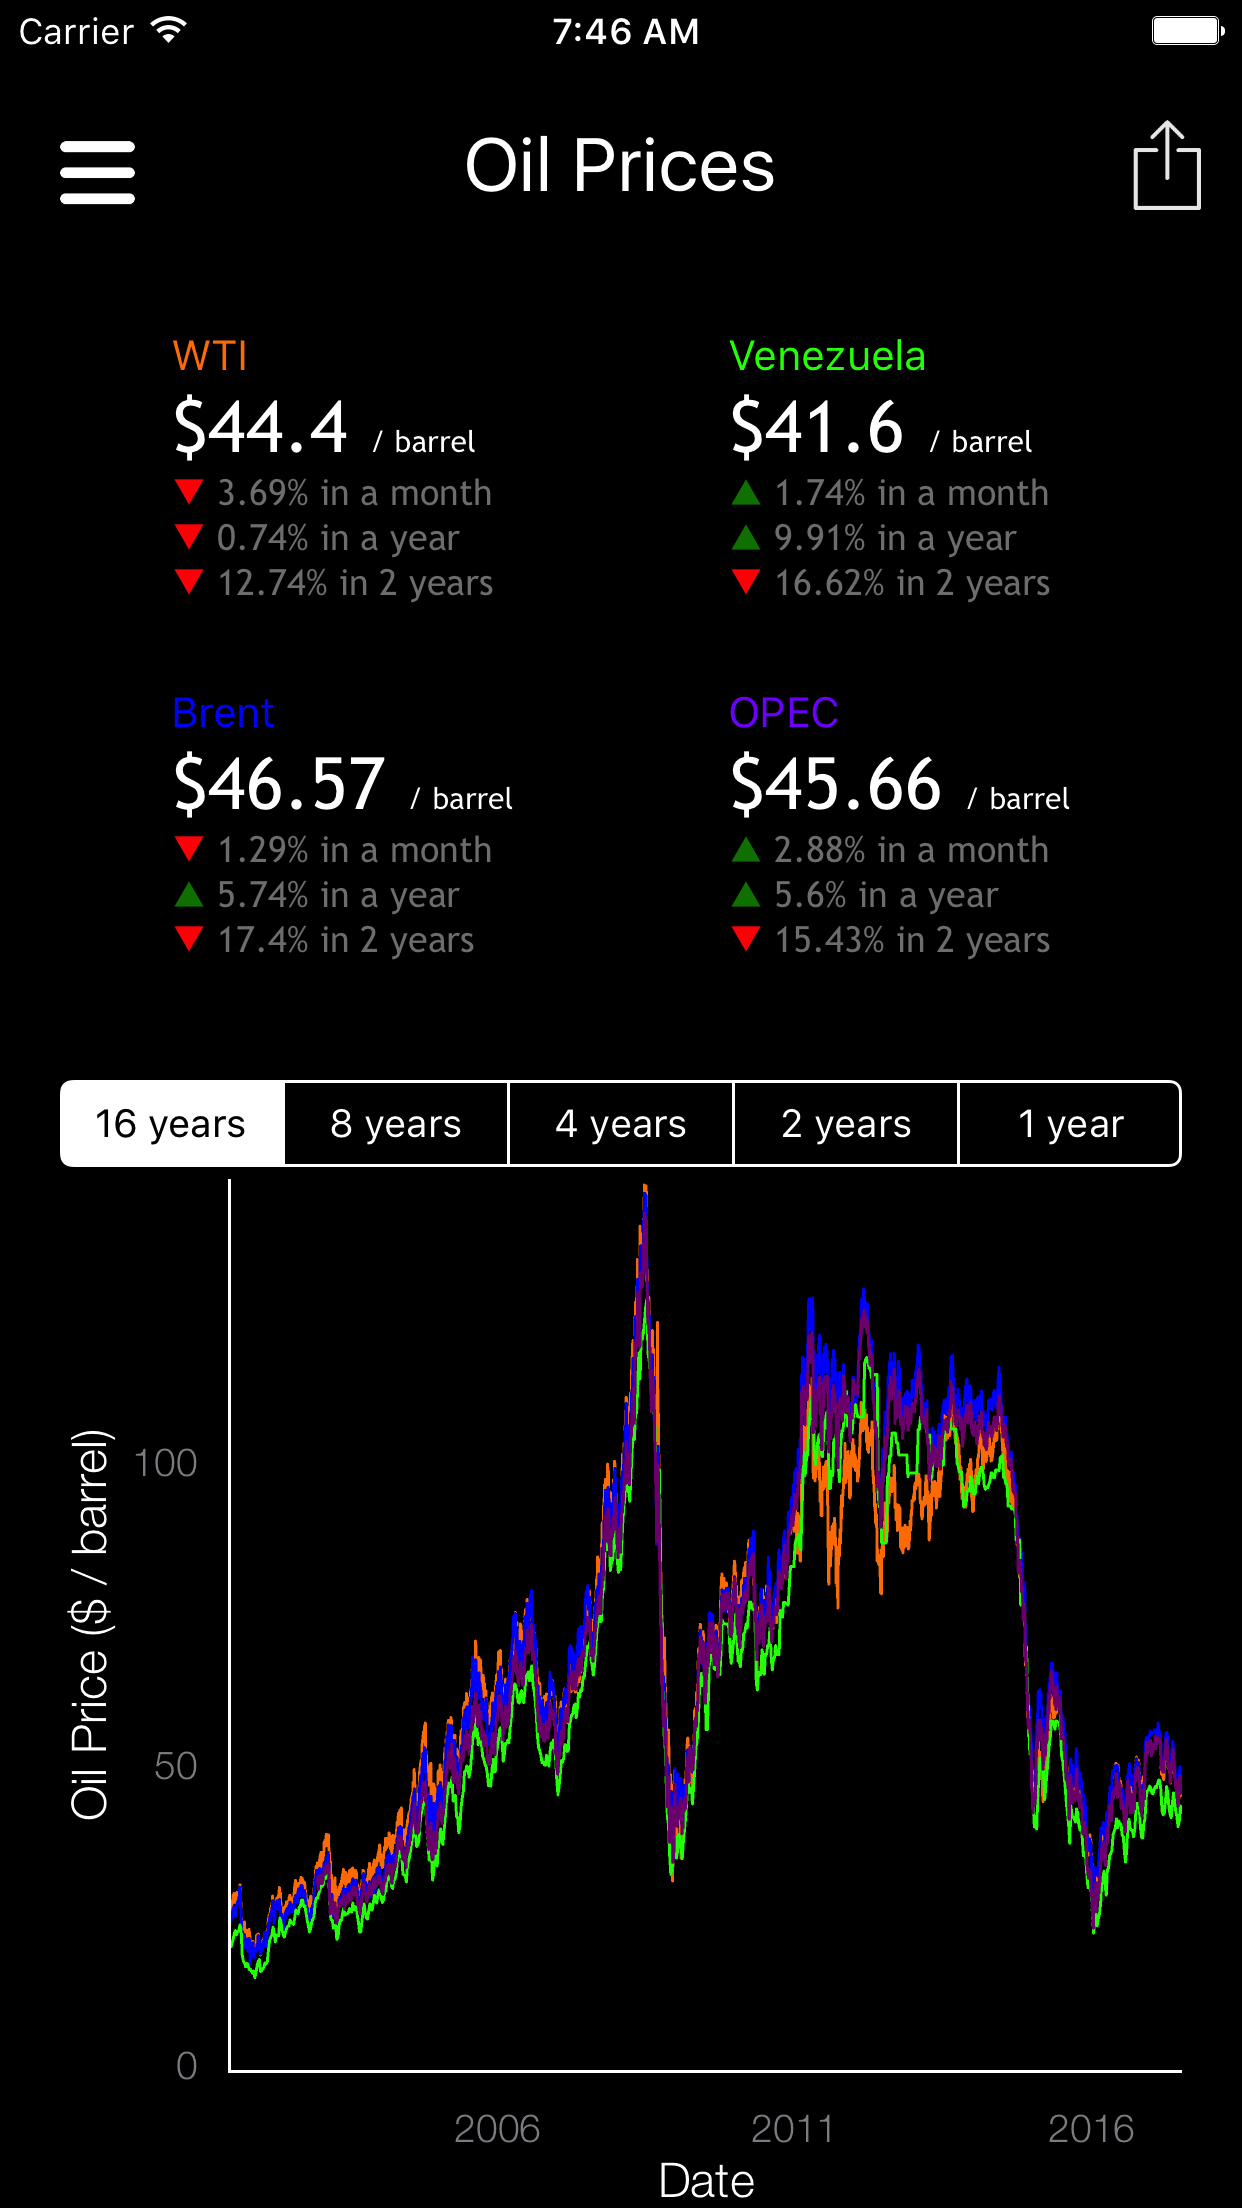 Carrier 7:46 AM
Oil Prices
WTI
$44.4 / barrel
3.69% in a month
0.74% in a year
12.74% in 2 years
Venezuela
$41.6 / barrel
1.74% in a month
9.91% in a year
16.62% in 2 years
Brent
$46.57 / barrel
1.29% in a month
5.74% in a year
17.4% in 2 years
OPEC
$45.66 / barrel
2.88% in a month
5.6% in a year
15.43% in 2 years
16 years 8 years 4 years 2 years 1 year
Oil Price ($ / barrel)
100
50
0
2006 2011 2016
Date